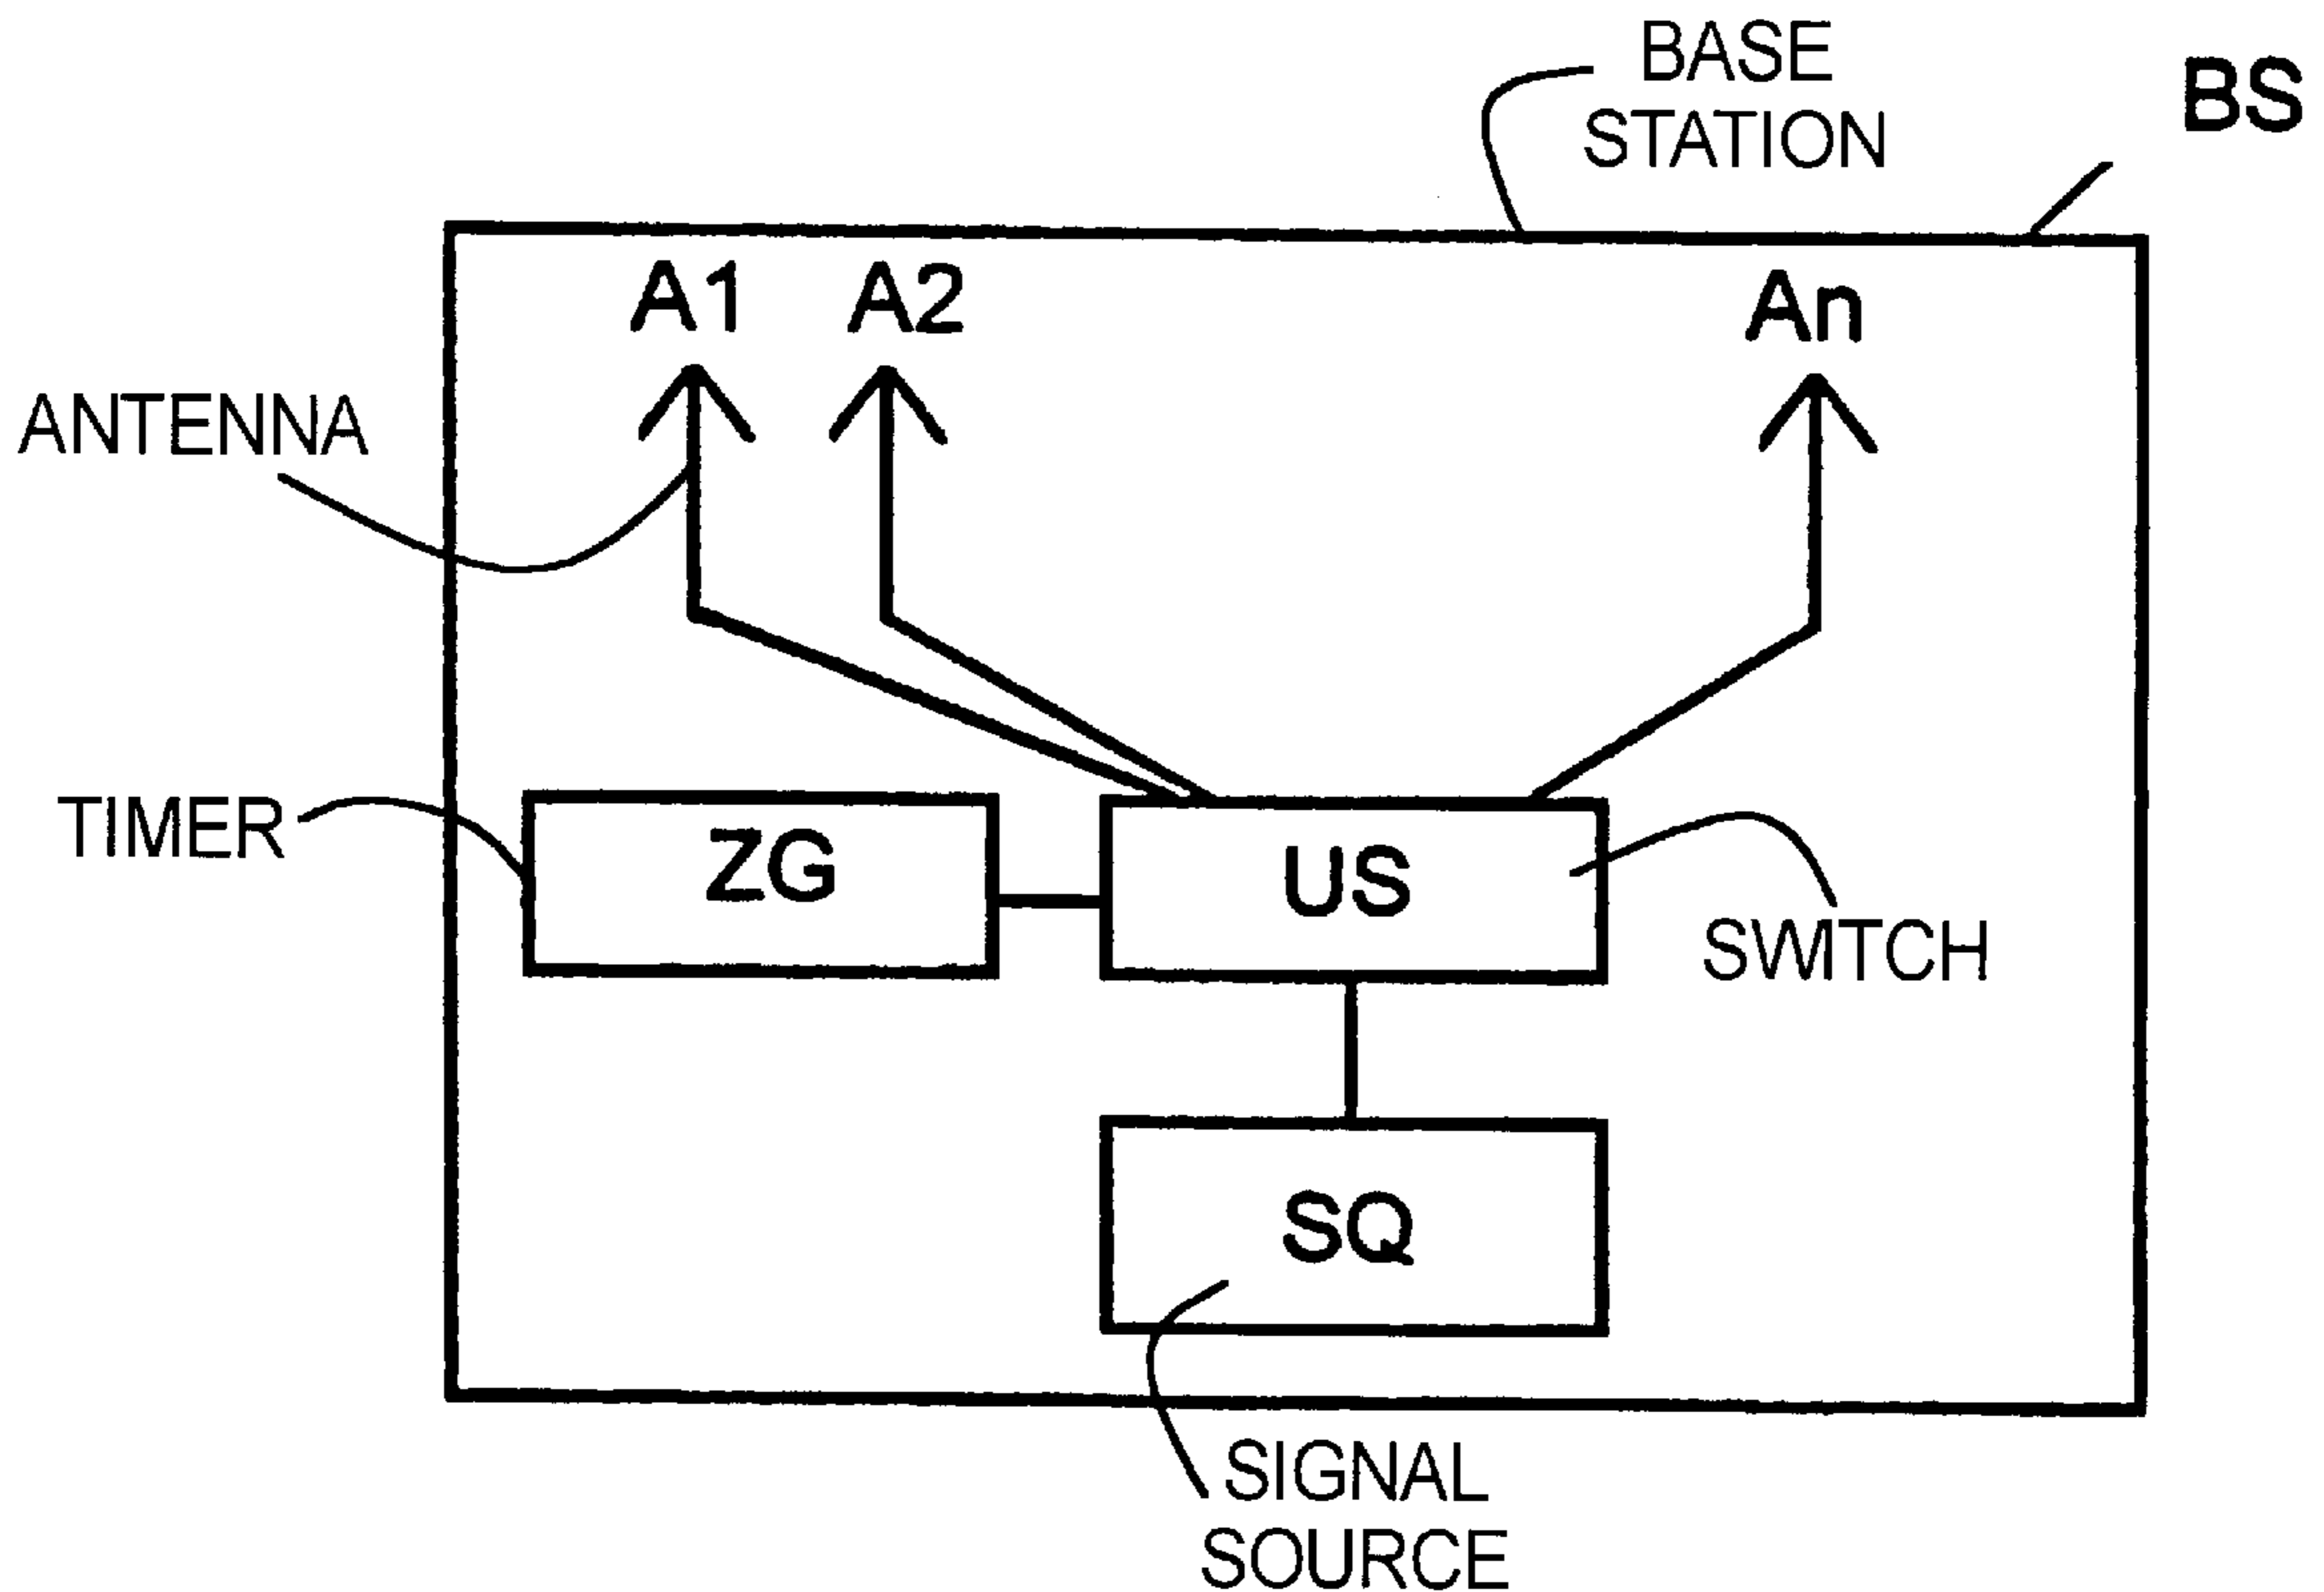 BASE
STATION
BS
A1
A2
An
ANTENNA
TIMER
ZG
US
SWITCH
SQ
SIGNAL
SOURCE